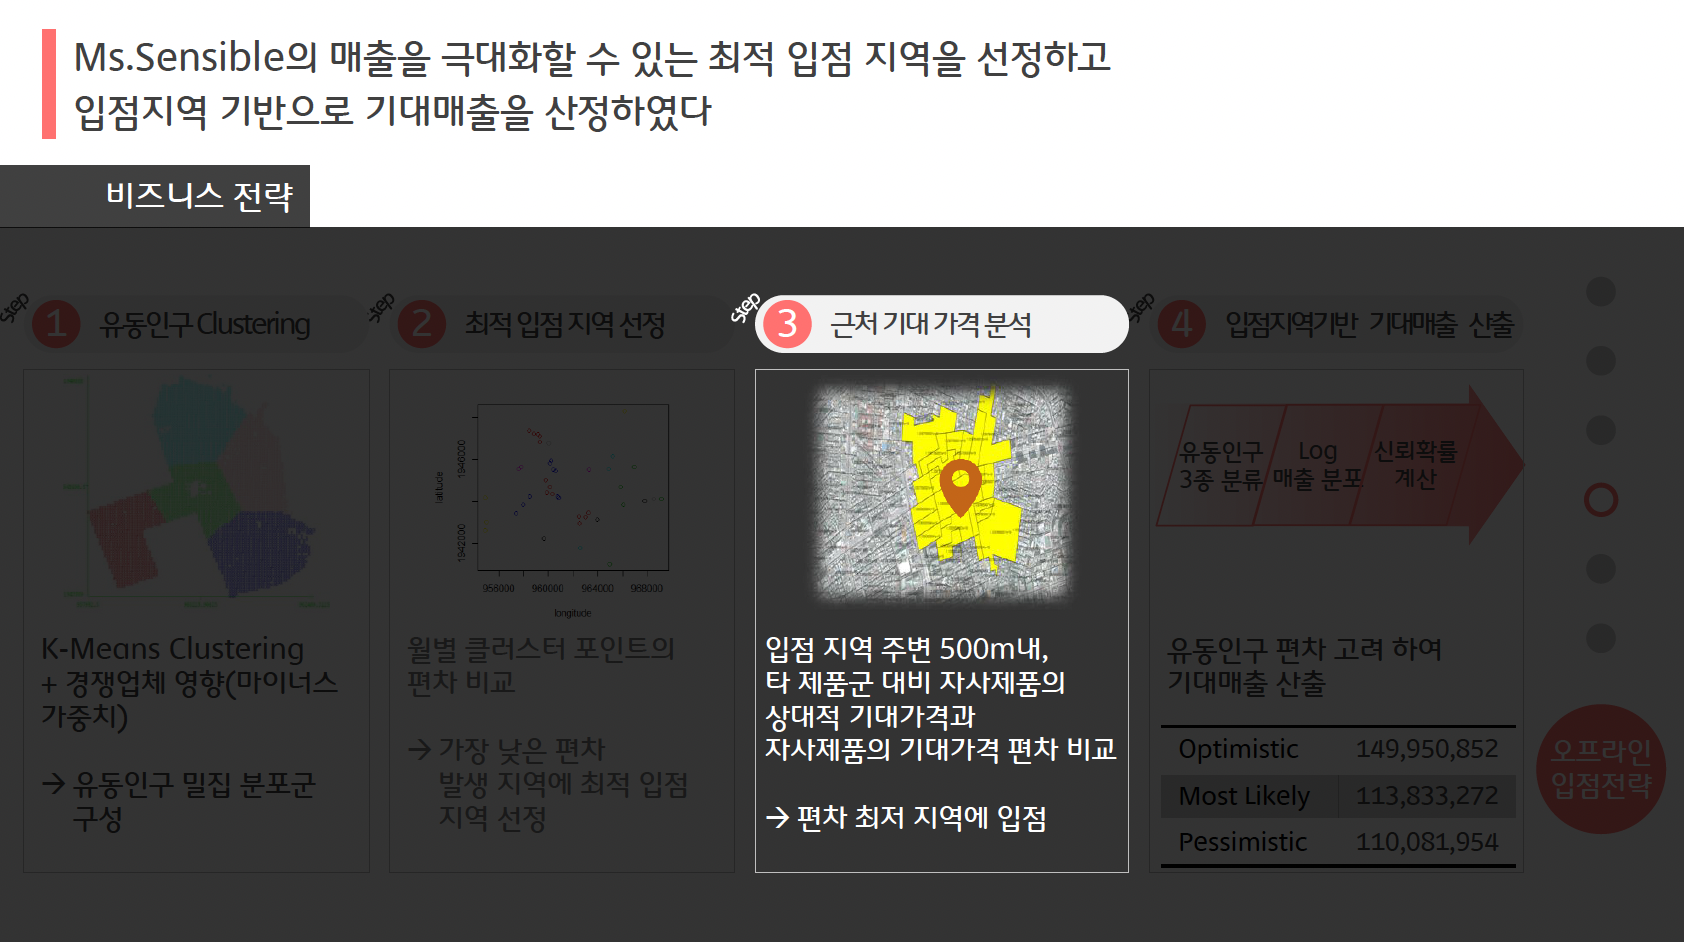 Ms.Sensible의 매출을 극대화할 수 있는 최적 입점 지역을 선정하고
입점지역 기반으로 기대매출을 산정하였다
비즈니스 전략
Step 1 유동인구 Clustering
K-Means Clustering
+ 경쟁업체 영향(마이너스
가중치)
→ 유동인구 밀집 분포군
구성
Step 2 최적 입점 지역 선정
latitude
1946000
1942000
956000 960000 964000 968000
longitude
월별 클러스터 포인트의
편차 비교
→ 가장 낮은 편차
발생 지역에 최적 입점
지역 선정
Step 3 근처 기대 가격 분석
입점 지역 주변 500m내,
타 제품군 대비 자사제품의
상대적 기대가격과
자사제품의 기대가격 편차 비교
→ 편차 최저 지역에 입점
Step 4 입점지역기반 기대매출 산출
유동인구
3종 분류
Log
매출 분포
신뢰확률
계산
유동인구 편차 고려 하여
기대매출 산출
Optimistic 149,950,852
Most Likely 113,833,272
Pessimistic 110,081,954
오프라인
입점전략